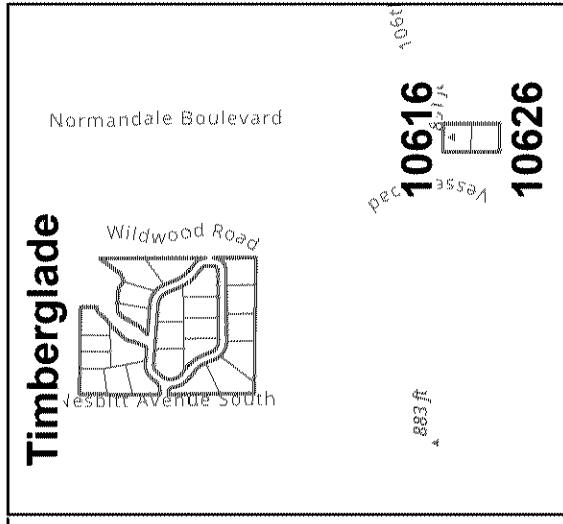 Timberglade
Normandale Boulevard
Wildwood Road
Nesbitt Avenue South
10616
10626
883 ft